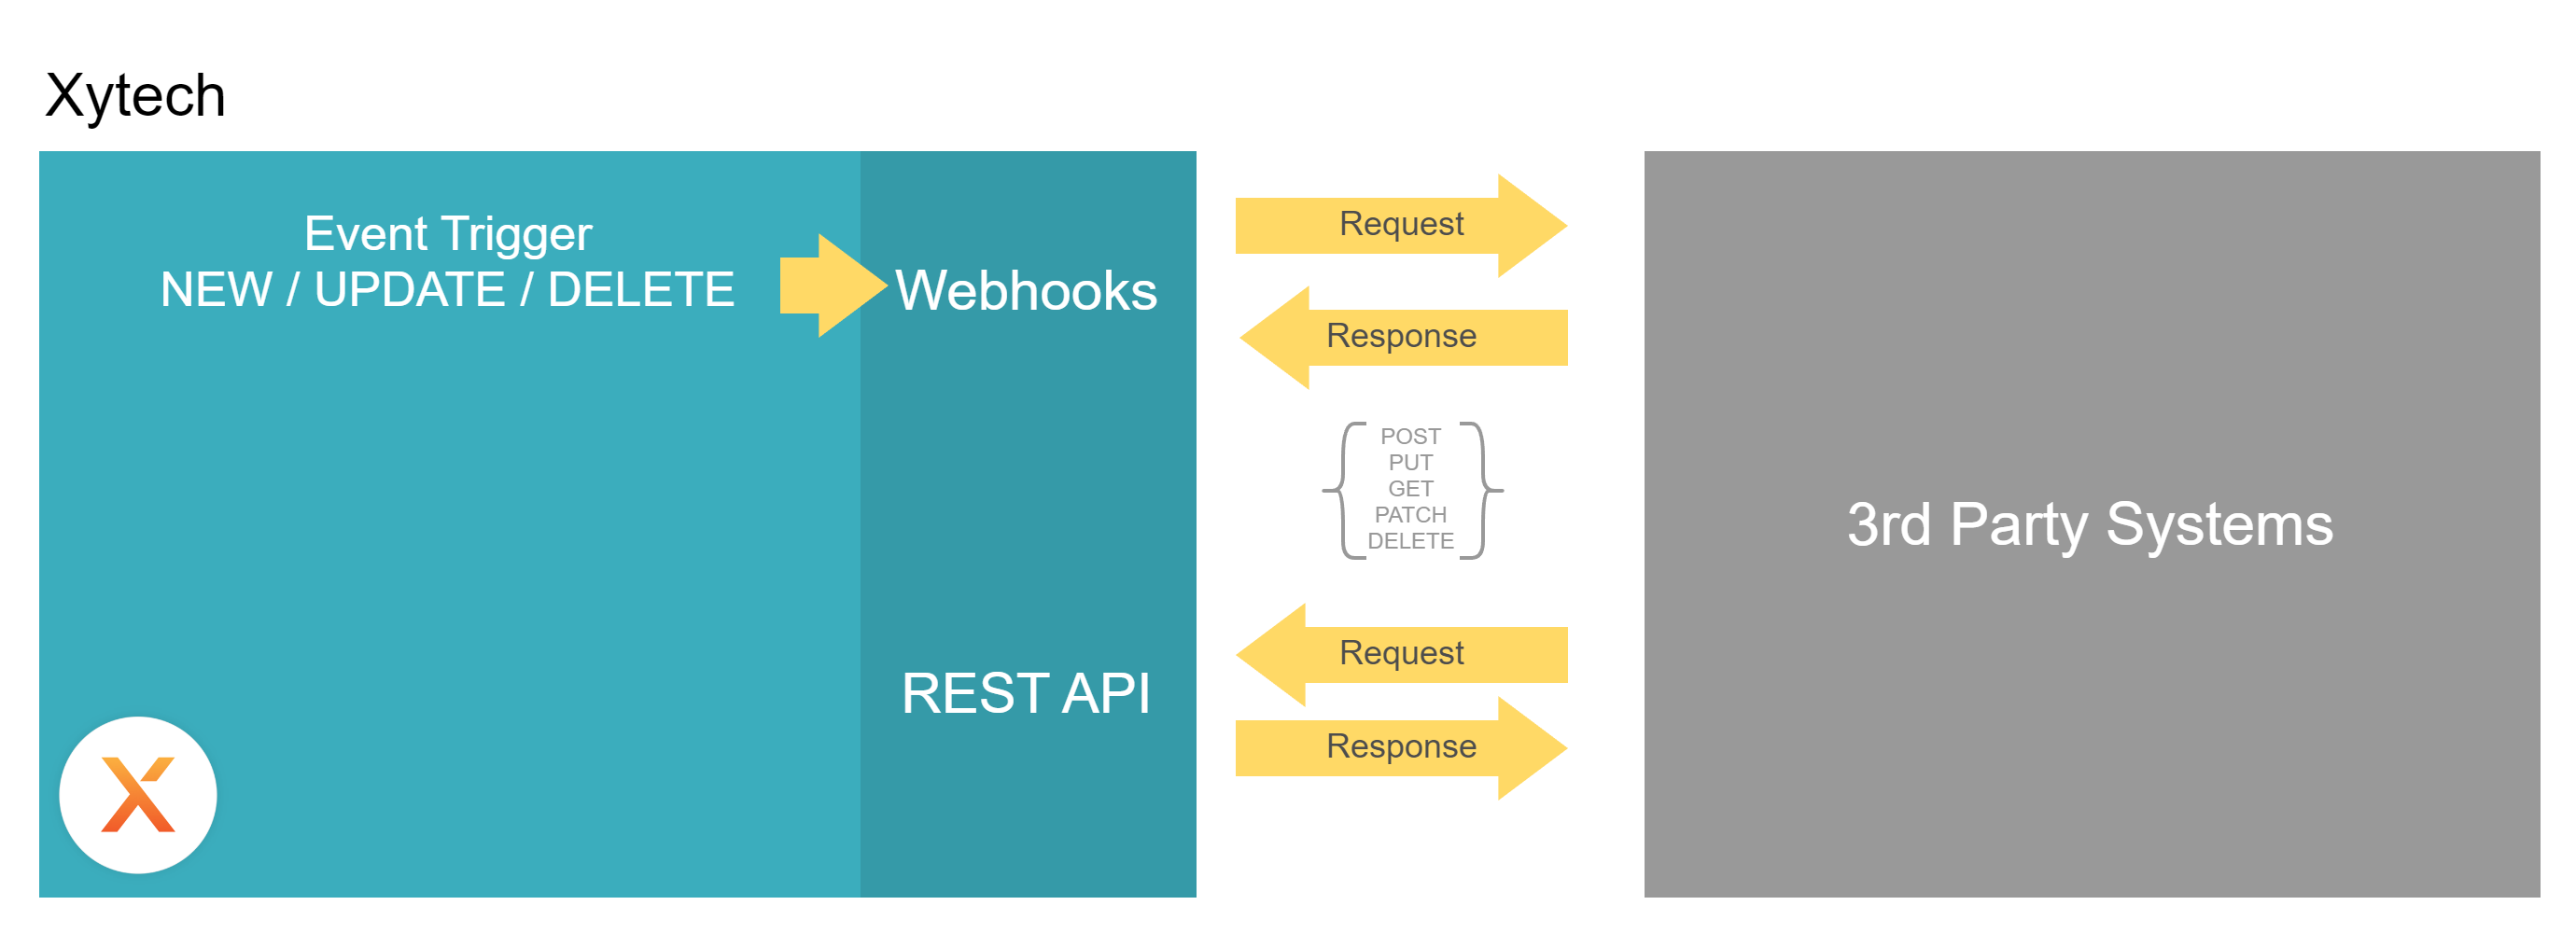 Xytech
Event Trigger
NEW / UPDATE / DELETE
Webhooks
Request
Response
POST
PUT
GET
PATCH
DELETE
3rd Party Systems
Request
REST API
Response
X